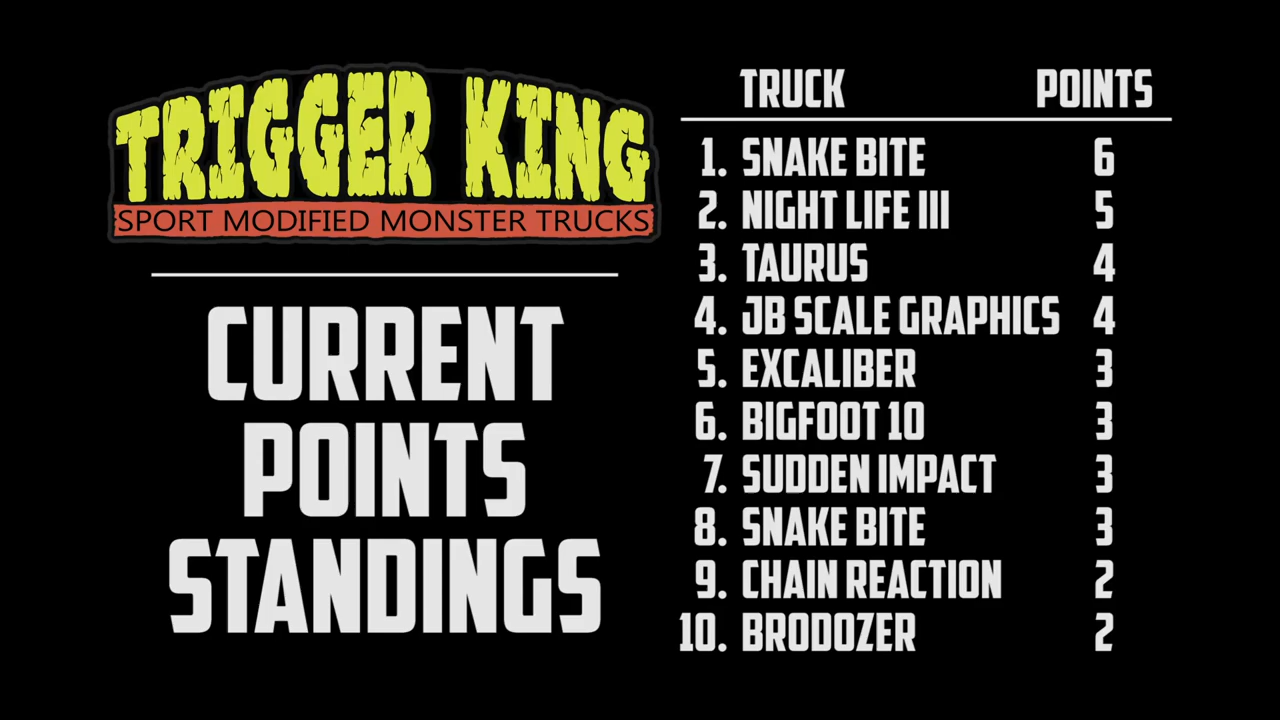 TRIGGER KING
SPORT MODIFIED MONSTER TRUCKS
CURRENT
POINTS
STANDINGS
TRUCK POINTS
1. SNAKE BITE 6
2. NIGHT LIFE III 5
3. TAURUS 4
4. JB SCALE GRAPHICS 4
5. EXCALIBER 3
6. BIGFOOT 10 3
7. SUDDEN IMPACT 3
8. SNAKE BITE 3
9. CHAIN REACTION 2
10. BRODOZER 2